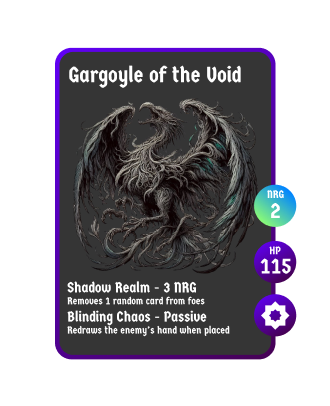 Gargoyle of the Void
NRG
2
HP
115
Shadow Realm - 3 NRG
Removes 1 random card from foes
Blinding Chaos - Passive
Redraws the enemy's hand when placed